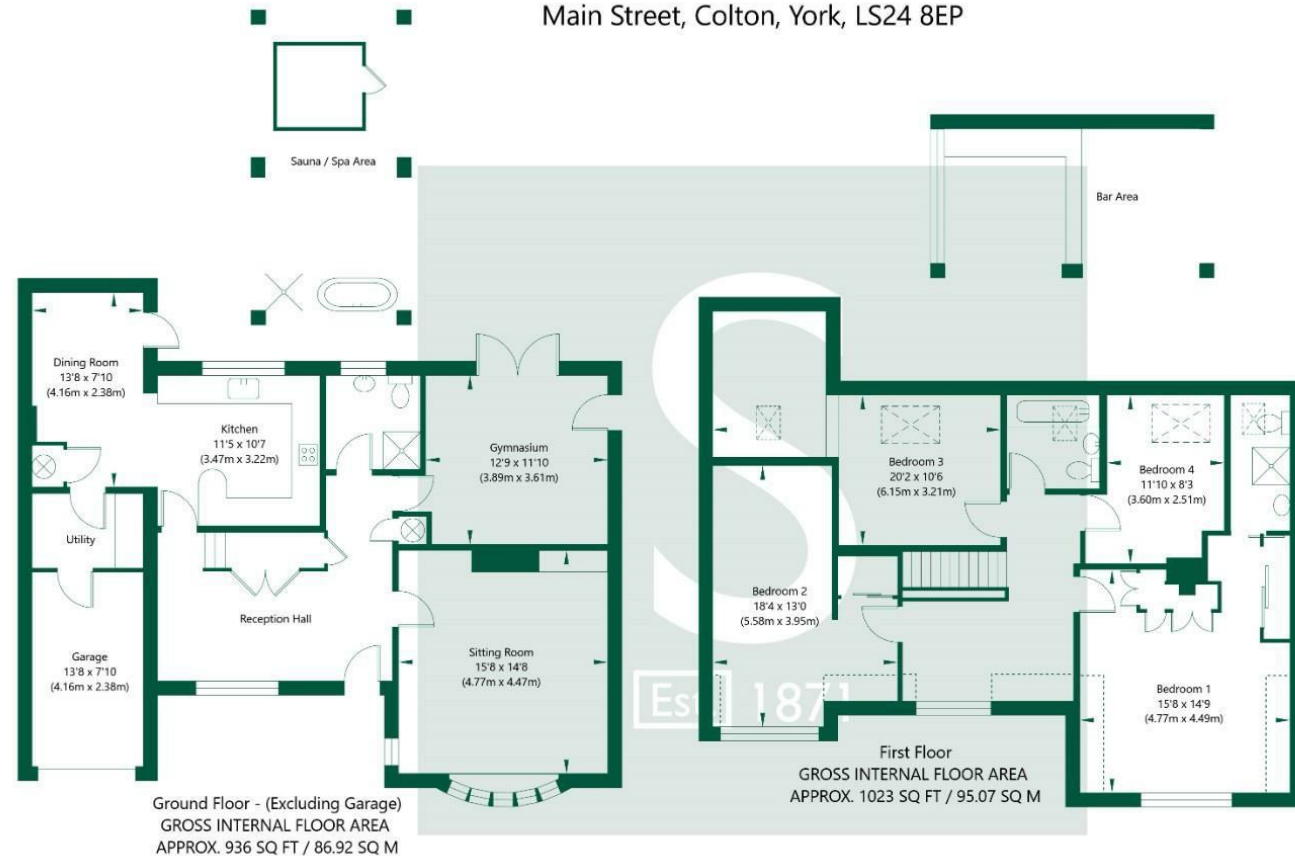 Main Street, Colton, York, LS24 8EP
Sauna / Spa Area
Bar Area
Dining Room
13'8 x 7'10
(4.16m x 2.38m)
Kitchen
11'5 x 10'7
(3.47m x 3.22m)
Gymnasium
12'9 x 11'10
(3.89m x 3.61m)
Utility
Reception Hall
Garage
13'8 x 7'10
(4.16m x 2.38m)
Sitting Room
15'8 x 14'8
(4.77m x 4.47m)
Ground Floor - (Excluding Garage)
GROSS INTERNAL FLOOR AREA
APPROX. 936 SQ FT / 86.92 SQ M
Bedroom 3
20'2 x 10'6
(6.15m x 3.21m)
Bedroom 4
11'10 x 8'3
(3.60m x 2.51m)
Bedroom 2
18'4 x 13'0
(5.58m x 3.95m)
Bedroom 1
15'8 x 14'9
(4.77m x 4.49m)
First Floor
GROSS INTERNAL FLOOR AREA
APPROX. 1023 SQ FT / 95.07 SQ M
S
Est 1871